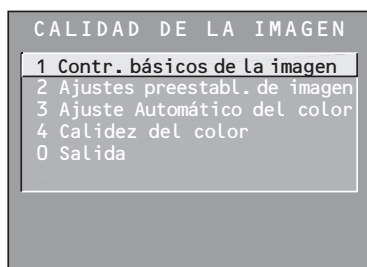 CALIDAD DE LA IMAGEN
1 Contr. básicos de la imagen
2 Ajustes preestabl. de imagen
3 Ajuste Automático del color
4 Calidez del color
0 Salida